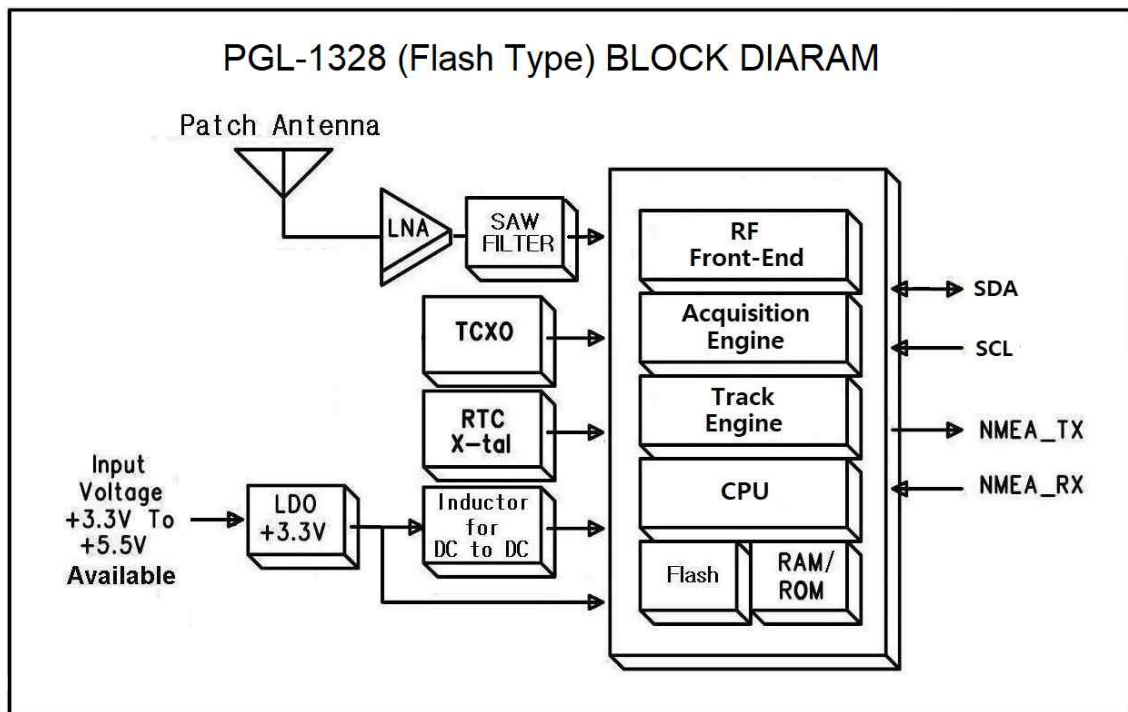 PGL-1328 (Flash Type) BLOCK DIARAM
Patch Antenna
LNA
SAW
FILTER
RF
Front-End
SDA
TCXO
Acquisition
Engine
SCL
RTC
X-tal
Track
Engine
NMEA_TX
Input
Voltage
+3.3V To
+5.5V
Available
LDO
+3.3V
Inductor
for
DC to DC
CPU
NMEA_RX
Flash
RAM/
ROM